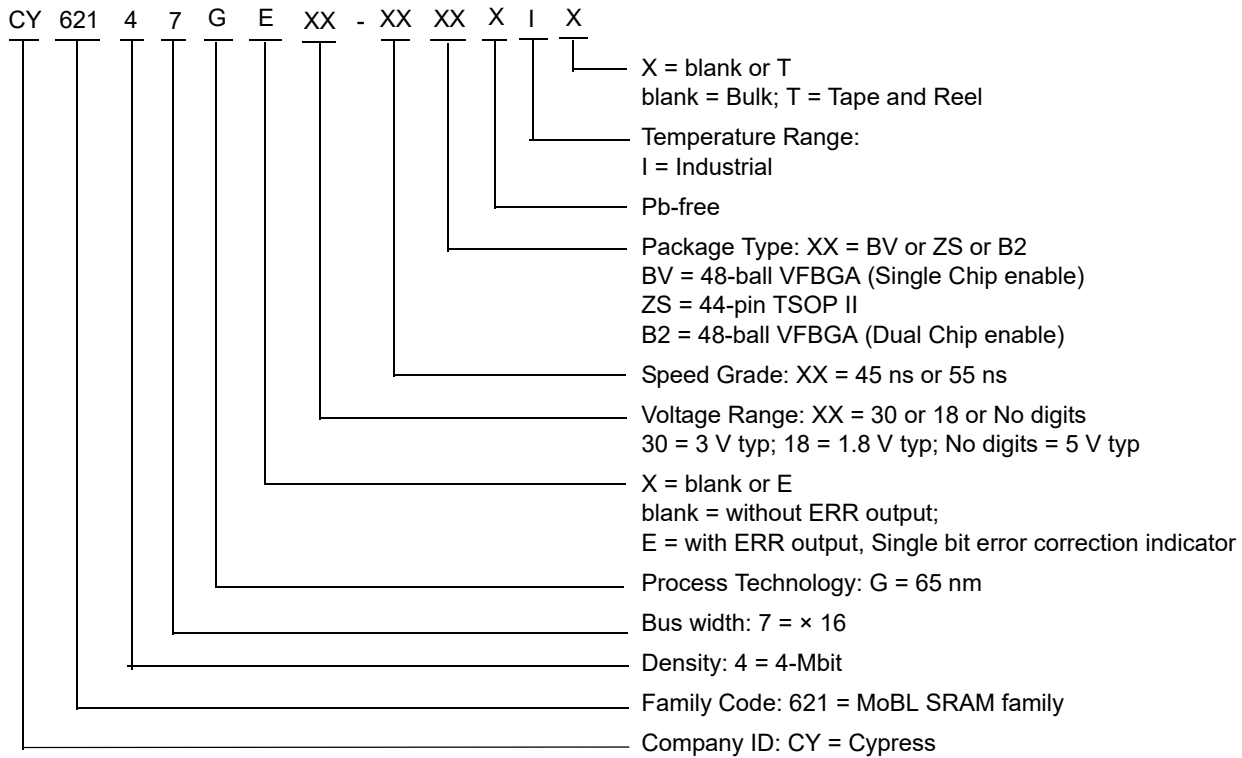 CY 621 4 7 G E XX - XX XX X I X
X = blank or T
blank = Bulk; T = Tape and Reel
Temperature Range:
I = Industrial
Pb-free
Package Type: XX = BV or ZS or B2
BV = 48-ball VFBGA (Single Chip enable)
ZS = 44-pin TSOP II
B2 = 48-ball VFBGA (Dual Chip enable)
Speed Grade: XX = 45 ns or 55 ns
Voltage Range: XX = 30 or 18 or No digits
30 = 3 V typ; 18 = 1.8 V typ; No digits = 5 V typ
X = blank or E
blank = without ERR output;
E = with ERR output, Single bit error correction indicator
Process Technology: G = 65 nm
Bus width: 7 = × 16
Density: 4 = 4-Mbit
Family Code: 621 = MoBL SRAM family
Company ID: CY = Cypress